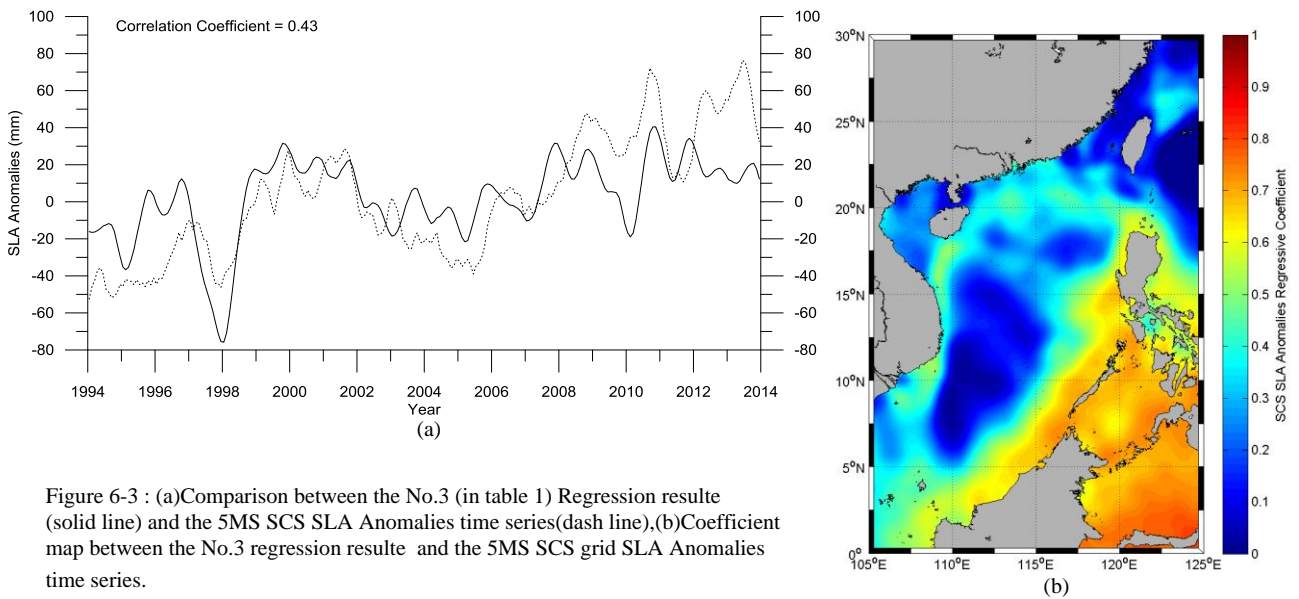 Correlation Coefficient = 0.43
100
80
60
40
20
0
-20
-40
-60
-80
SLA Anomalies (mm)
100
80
60
40
20
0
-20
-40
-60
-80
1994 1996 1998 2000 2002 2004 2006 2008 2010 2012 2014
Year
(a)
30°N
25°N
20°N
15°N
10°N
5°N
0°
105°E 110°E 115°E 120°E 125°E
(b)
1
0.9
0.8
0.7
0.6
0.5
0.4
0.3
0.2
0.1
0
SCS SLA Anomalies Regressive Coefficient
Figure 6-3 : (a)Comparison between the No.3 (in table 1) Regression resulte
(solid line) and the 5MS SCS SLA Anomalies time series(dash line),(b)Coefficient
map between the No.3 regression resulte and the 5MS SCS grid SLA Anomalies
time series.